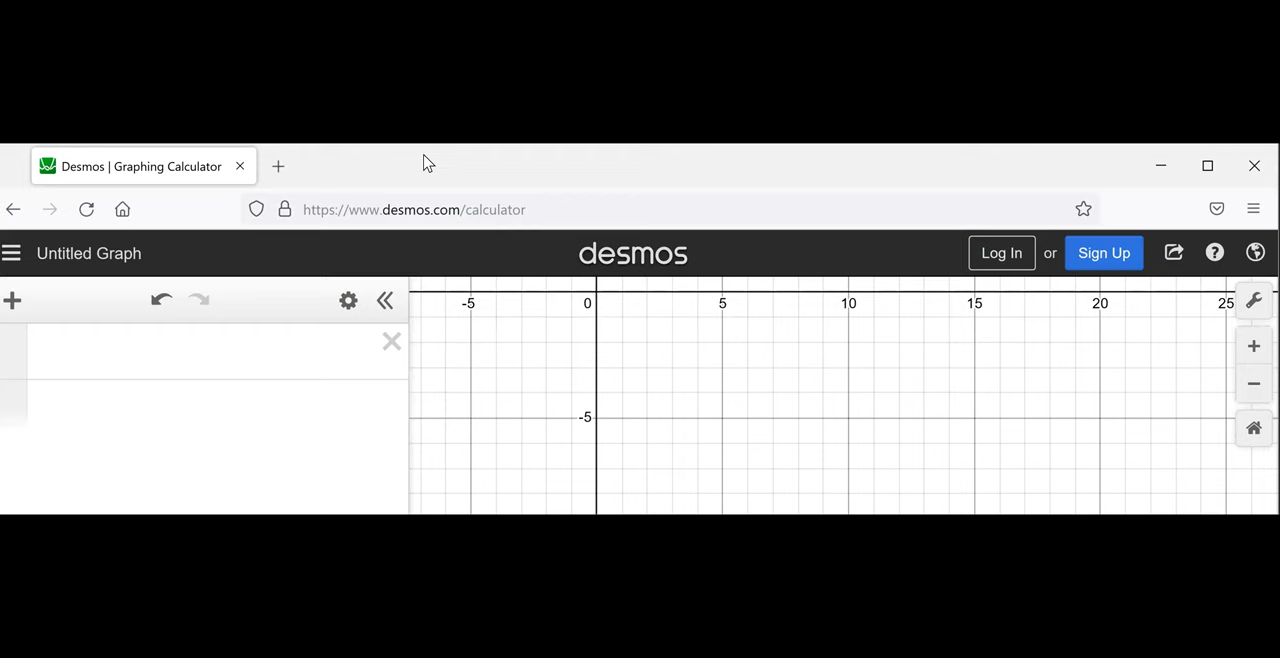 Desmos | Graphing Calculator
https://www.desmos.com/calculator
Untitled Graph
desmos
Log In or Sign Up
-5 0 5 10 15 20 25
-5